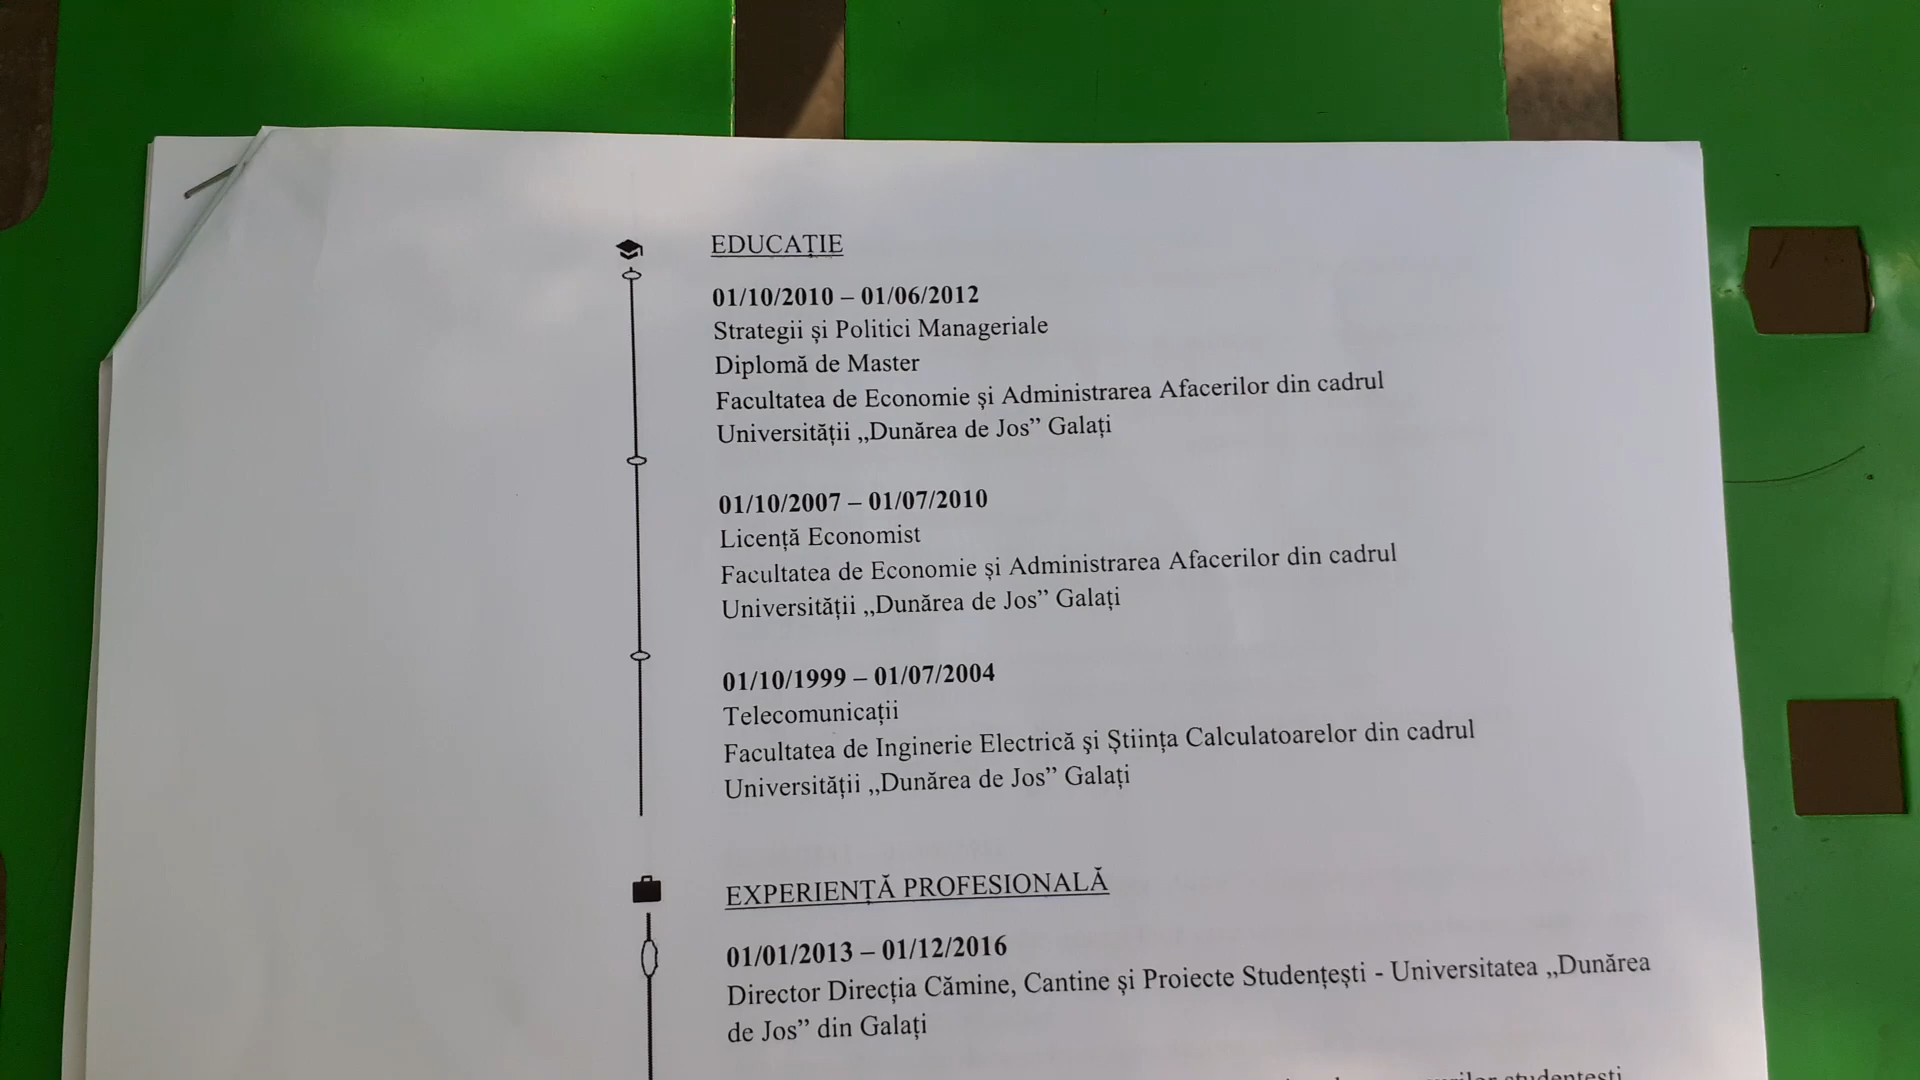 EDUCAȚIE
01/10/2010 – 01/06/2012
Strategii și Politici Manageriale
Diplomă de Master
Facultatea de Economie și Administrarea Afacerilor din cadrul
Universității „Dunărea de Jos” Galați
01/10/2007 – 01/07/2010
Licență Economist
Facultatea de Economie și Administrarea Afacerilor din cadrul
Universității „Dunărea de Jos” Galați
01/10/1999 – 01/07/2004
Telecomunicații
Facultatea de Inginerie Electrică şi Știința Calculatoarelor din cadrul
Universității „Dunărea de Jos” Galați
EXPERIENȚĂ PROFESIONALĂ
01/01/2013 – 01/12/2016
Director Direcția Cămine, Cantine şi Proiecte Studențești - Universitatea „Dunărea
de Jos” din Galați
studentesti